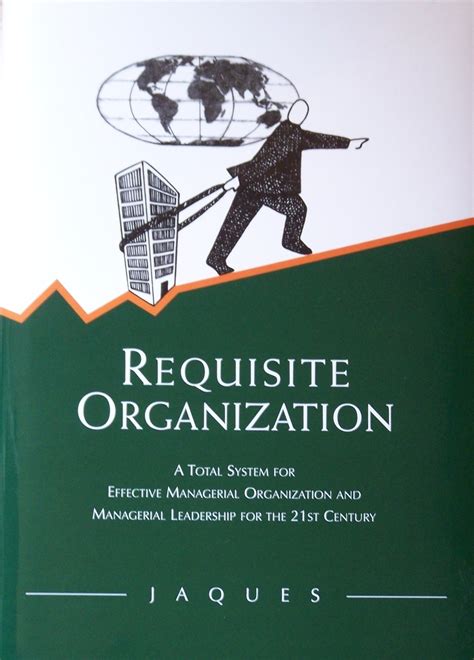 REQUISITE
ORGANIZATION
A TOTAL SYSTEM FOR
EFFECTIVE MANAGERIAL ORGANIZATION AND
MANAGERIAL LEADERSHIP FOR THE 21ST CENTURY
JAQUES